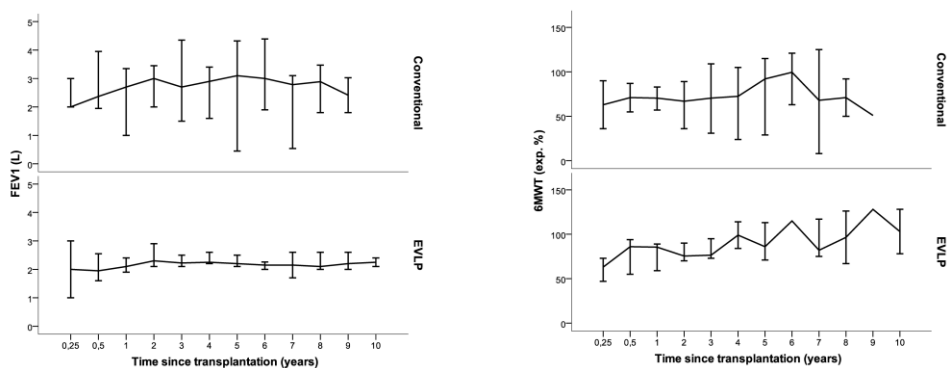 5
4
3
2
1
0
Conventional
FEV1 (L)
5
4
3
2
1
0
EVLP
0,25 0,5 1 2 3 4 5 6 7 8 9 10
Time since transplantation (years)
150
100
50
0
Conventional
6MWT (exp. %)
150
100
50
0
EVLP
0,25 0,5 1 2 3 4 5 6 7 8 9 10
Time since transplantation (years)